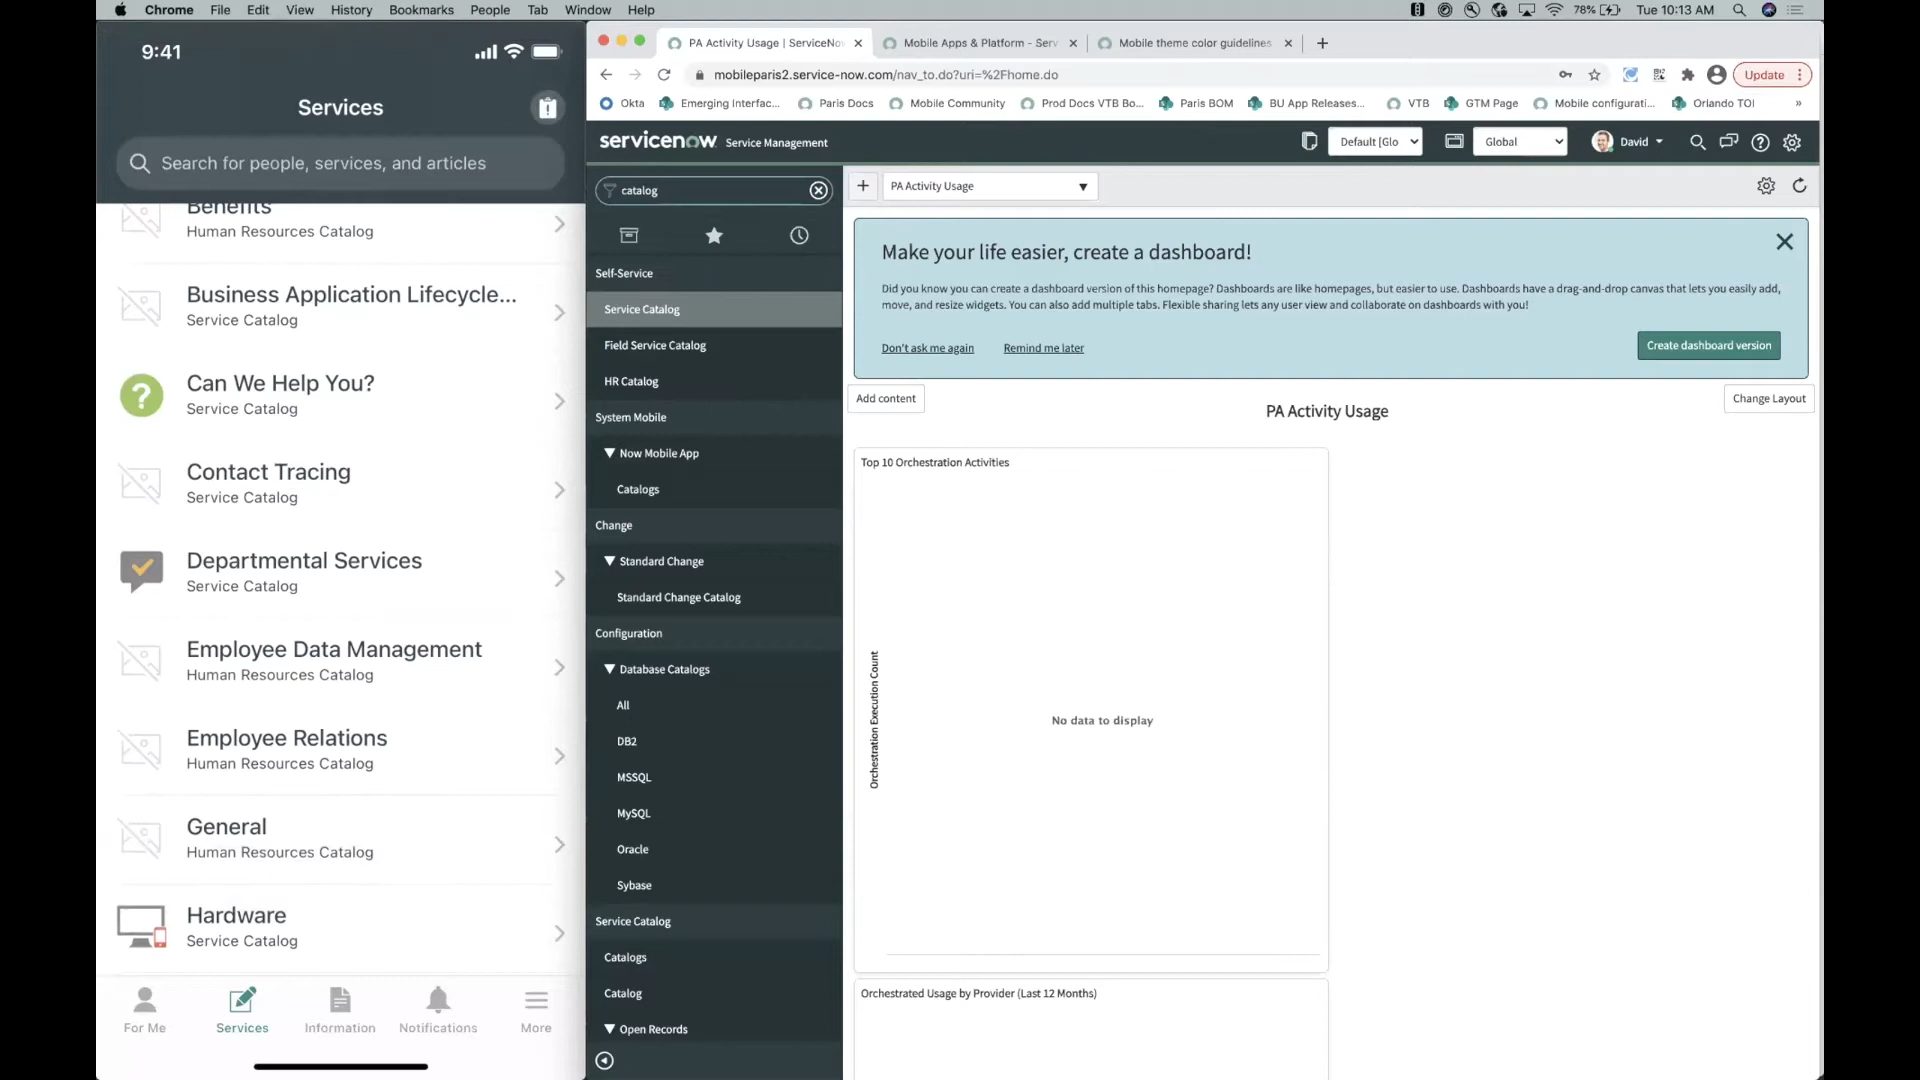 Chrome File Edit View History Bookmarks People Tab Window Help
78% Tue 10:13 AM
9:41
Services
Search for people, services, and articles
Benefits
Human Resources Catalog
Business Application Lifecycle...
Service Catalog
Can We Help You?
Service Catalog
Contact Tracing
Service Catalog
Departmental Services
Service Catalog
Employee Data Management
Human Resources Catalog
Employee Relations
Human Resources Catalog
General
Human Resources Catalog
Hardware
Service Catalog
For Me Services Information Notifications More
PA Activity Usage | ServiceNo Mobile Apps & Platform - Serv Mobile theme color guidelines
mobileparis2.service-now.com/nav_to.do?uri=%2Fhome.do
Update
Okta Emerging Interfac... Paris Docs Mobile Community Prod Docs VTB Bo... Paris BOM BU App Releases... VTB GTM Page Mobile configurati... Orlando TOI »
servicenow Service Management
Default [Glo Global David
catalog
Self-Service
Service Catalog
Field Service Catalog
HR Catalog
System Mobile
Now Mobile App
Catalogs
Change
Standard Change
Standard Change Catalog
Configuration
Database Catalogs
All
DB2
MSSQL
MySQL
Oracle
Sybase
Service Catalog
Catalogs
Catalog
Open Records
PA Activity Usage
Make your life easier, create a dashboard!
Did you know you can create a dashboard version of this homepage? Dashboards are like homepages, but easier to use. Dashboards have a drag-and-drop canvas that lets you easily add,
move, and resize widgets. You can also add multiple tabs. Flexible sharing lets any user view and collaborate on dashboards with you!
Don't ask me again Remind me later
Create dashboard version
Add content
PA Activity Usage
Change Layout
Top 10 Orchestration Activities
Orchestration Execution Count
No data to display
Orchestrated Usage by Provider (Last 12 Months)